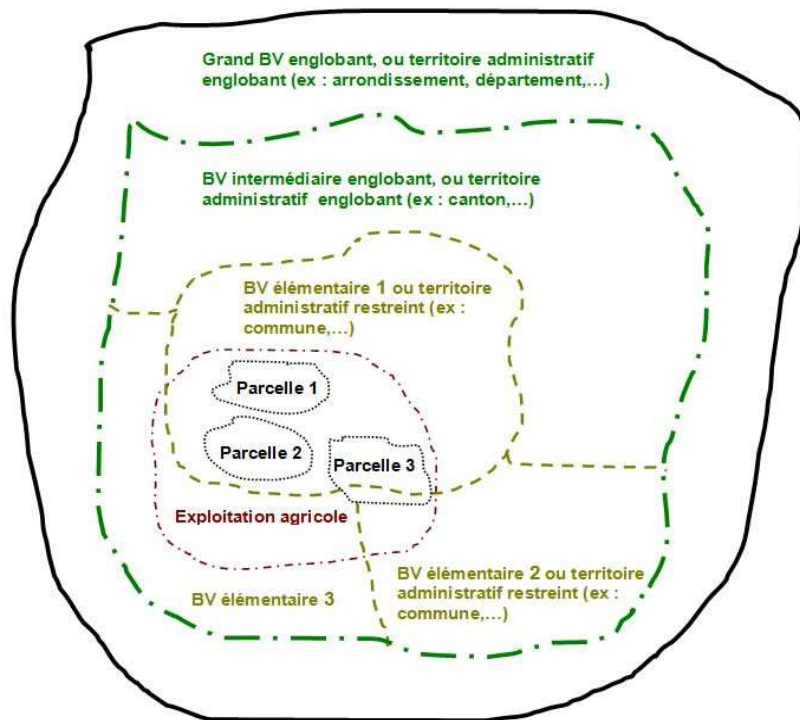 Grand BV englobant, ou territoire administratif
englobant (ex : arrondissement, département,...)
BV intermédiaire englobant, ou territoire
administratif englobant (ex : canton,...)
BV élémentaire 1 ou territoire
administratif restreint (ex :
commune,...)
Parcelle 1
Parcelle 2
Parcelle 3
Exploitation agricole
BV élémentaire 3
BV élémentaire 2 ou territoire
administratif restreint (ex :
commune,...)